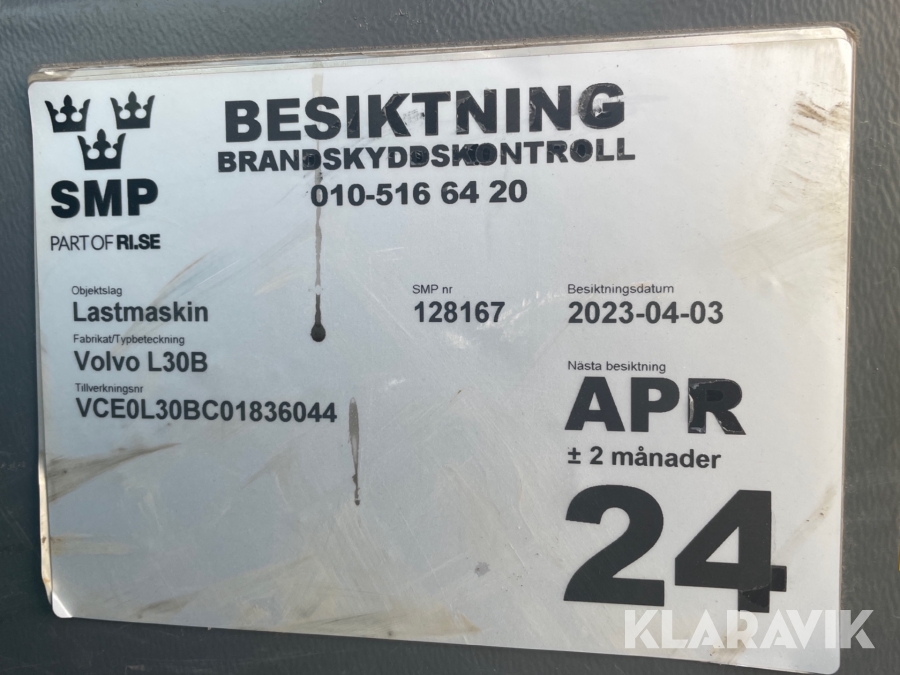 BESIKTNING
BRANDSKYDDSKONTROLL
010-516 64 20
SMP
PART OF RI.SE
Objektslag
Lastmaskin
Fabrikat/Typbeteckning
Volvo L30B
Tillverkningsnr
VCE0L30BC01836044
SMP nr
128167
Besiktningsdatum
2023-04-03
Nästa besiktning
APR
± 2 månader
24
KLARAVIK